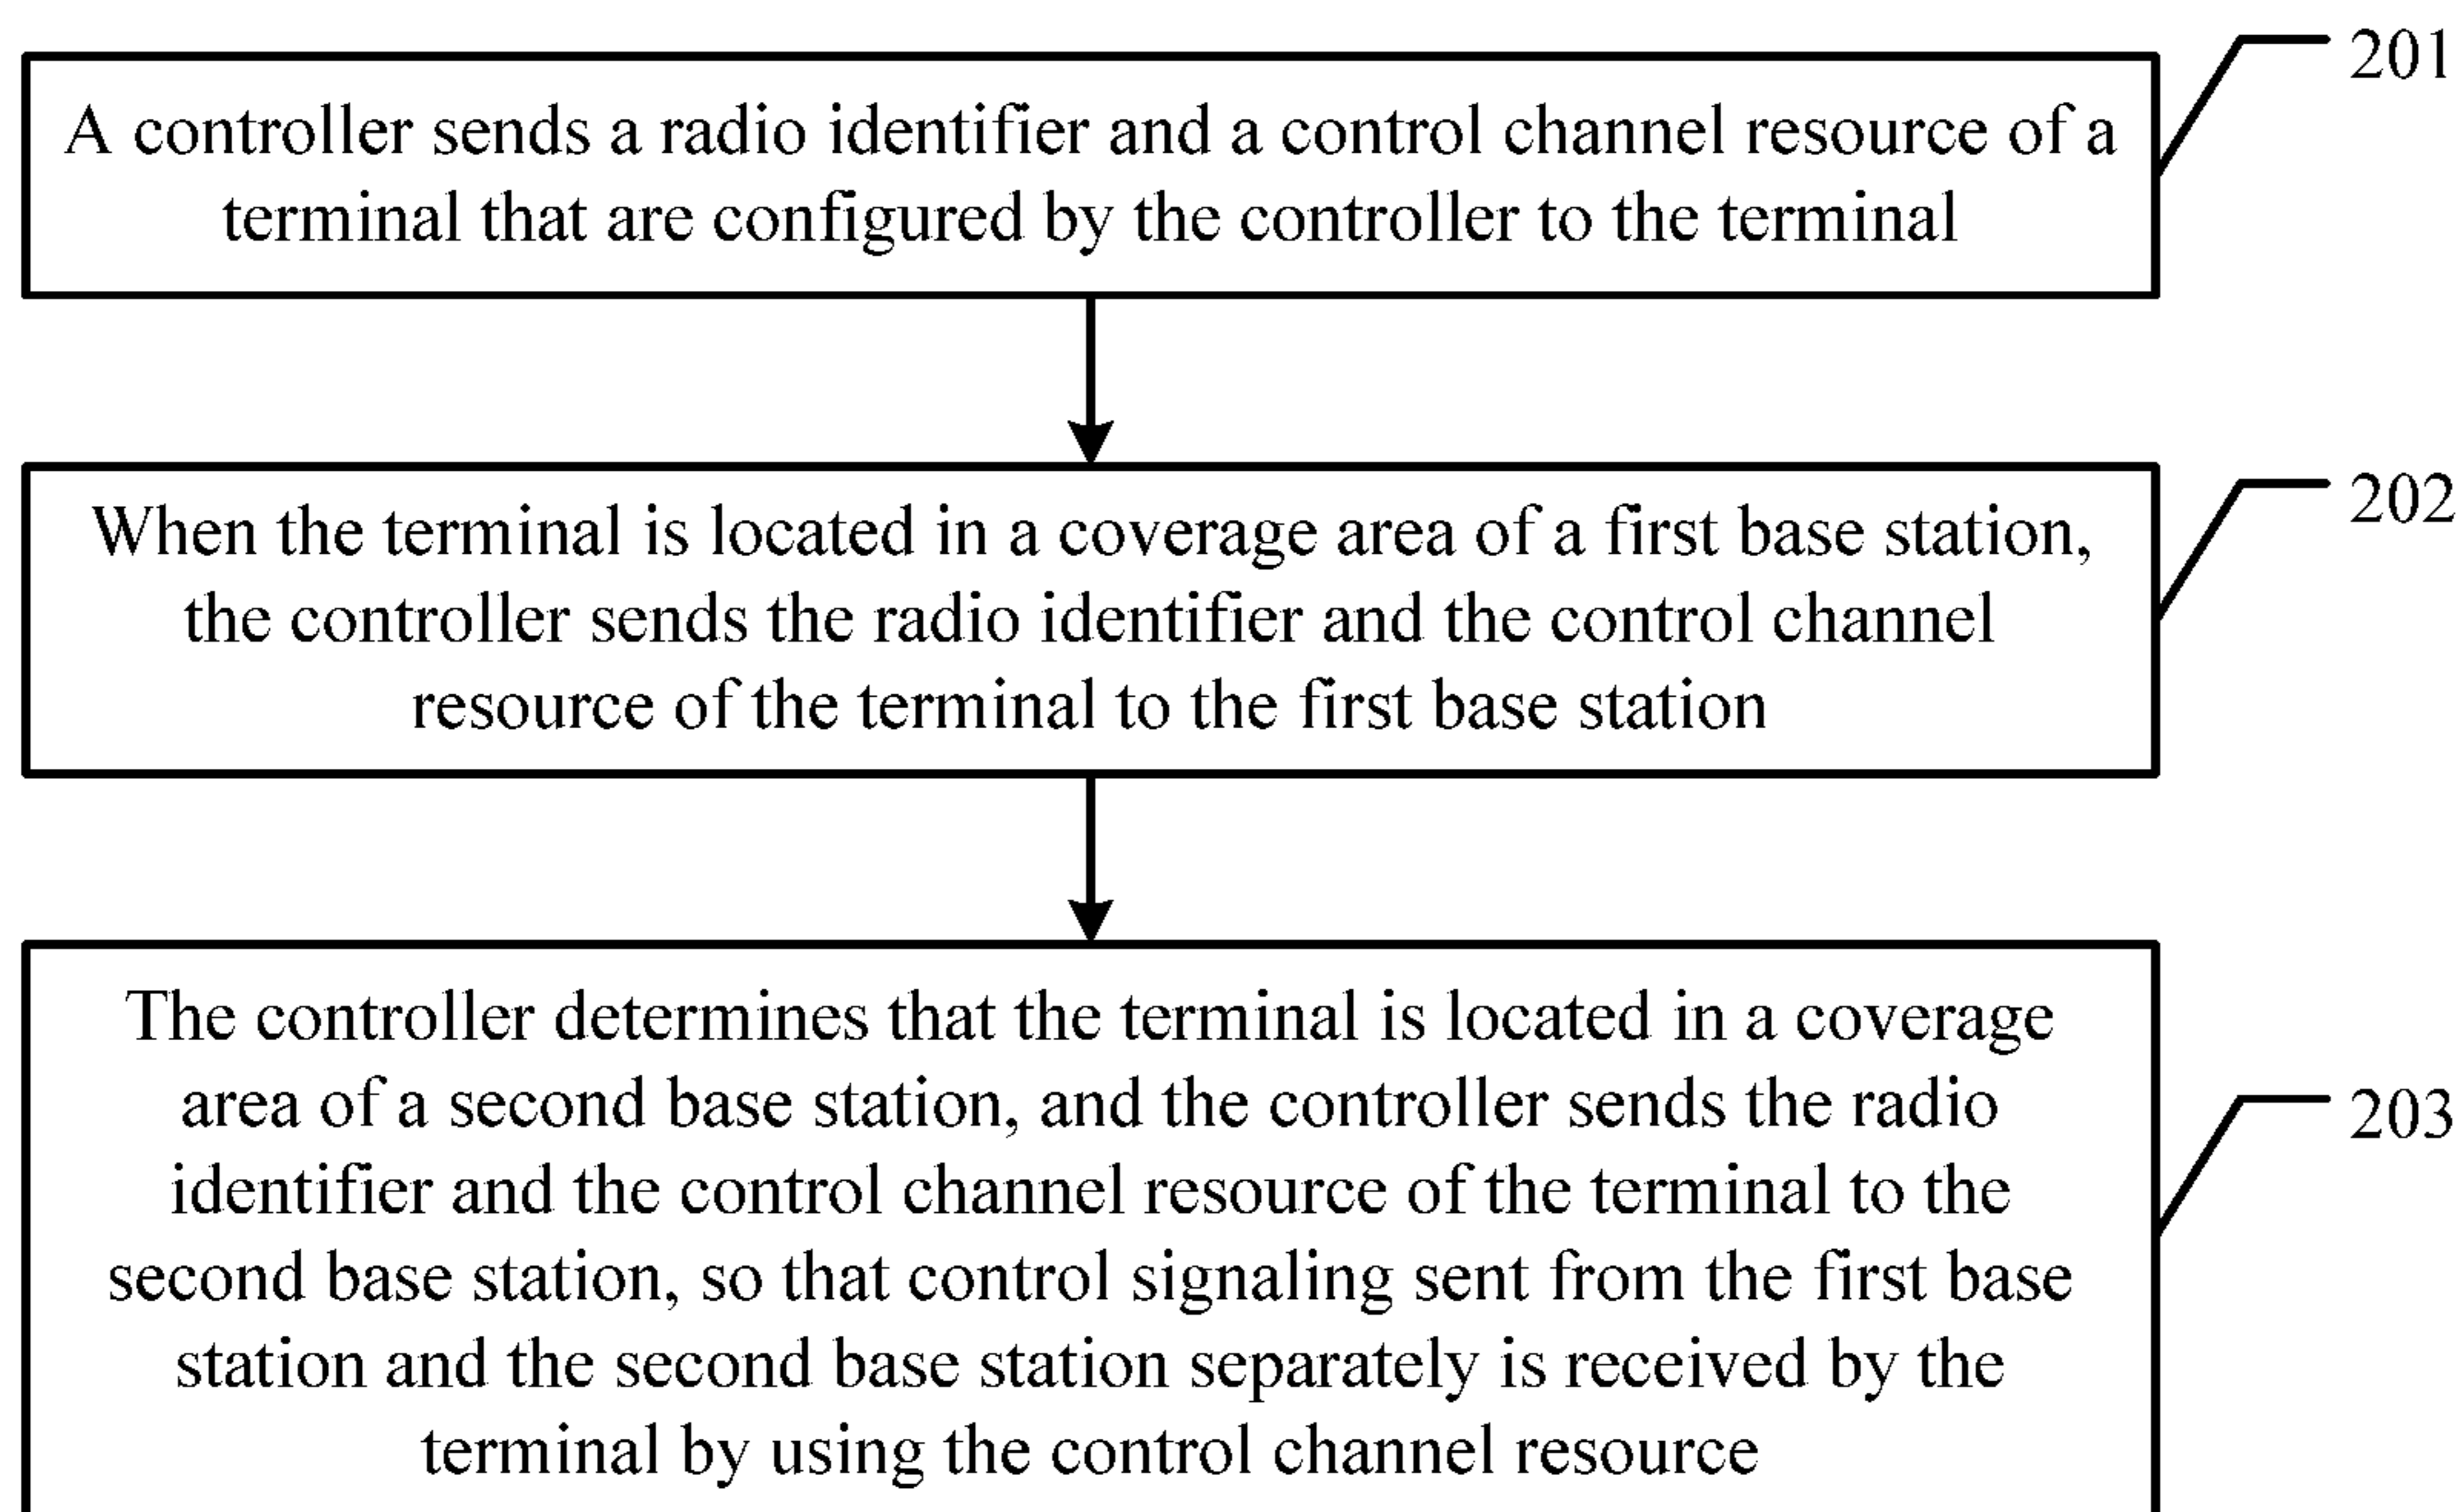 201
A controller sends a radio identifier and a control channel resource of a
terminal that are configured by the controller to the terminal
202
When the terminal is located in a coverage area of a first base station,
the controller sends the radio identifier and the control channel
resource of the terminal to the first base station
The controller determines that the terminal is located in a coverage
area of a second base station, and the controller sends the radio
203
identifier and the control channel resource of the terminal to the
second base station, so that control signaling sent from the first base
station and the second base station separately is received by the
terminal by using the control channel resource